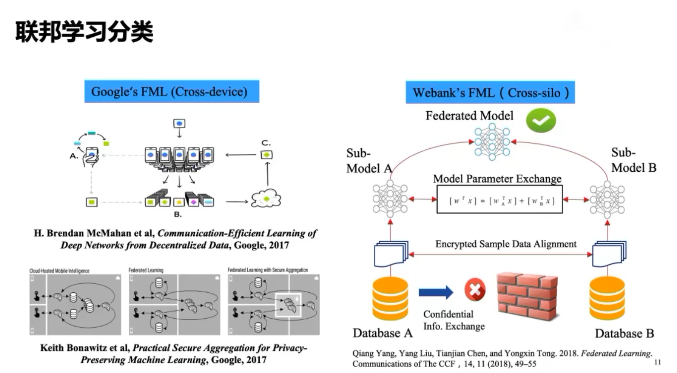 联邦学习分类
Google's FML (Cross-device)
A.
B.
C.
H. Brendan McMahan et al, Communication-Efficient Learning of
Deep Networks from Decentralized Data, Google, 2017
Cloud-Hosted Mobile Intelligence
Federated Learning
Federated Learning with Secure Aggregation
Keith Bonawitz et al, Practical Secure Aggregation for Privacy-
Preserving Machine Learning, Google, 2017
Webank's FML（Cross-silo）
Federated Model
Sub-
Model A
Sub-
Model B
Model Parameter Exchange
[W^T X] = [W_A^T X] + [W_B^T X]
Encrypted Sample Data Alignment
Confidential
Info. Exchange
Database A
Database B
Qiang Yang, Yang Liu, Tianjian Chen, and Yongxin Tong. 2018. Federated Learning.
Communications of The CCF，14, 11 (2018), 49–55
11